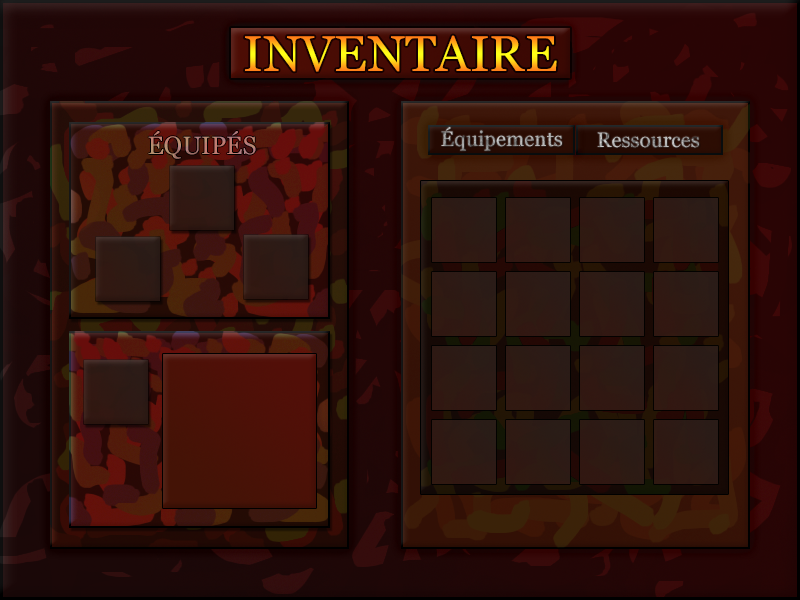 INVENTAIRE
ÉQUIPÉS
Équipements
Ressources